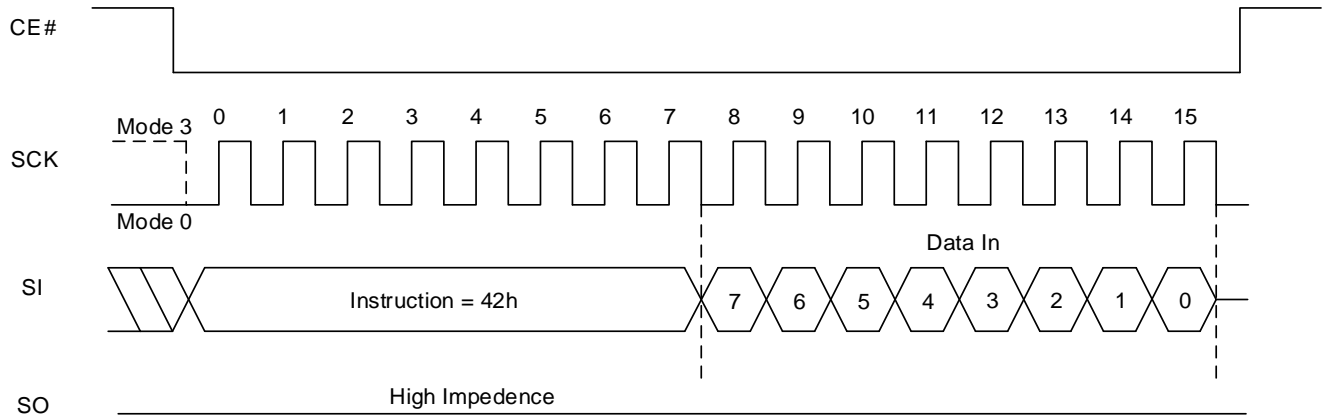 CE#
Mode 3
0 1 2 3 4 5 6 7 8 9 10 11 12 13 14 15
SCK
Mode 0
Data In
SI
Instruction = 42h
7 6 5 4 3 2 1 0
High Impedence
SO